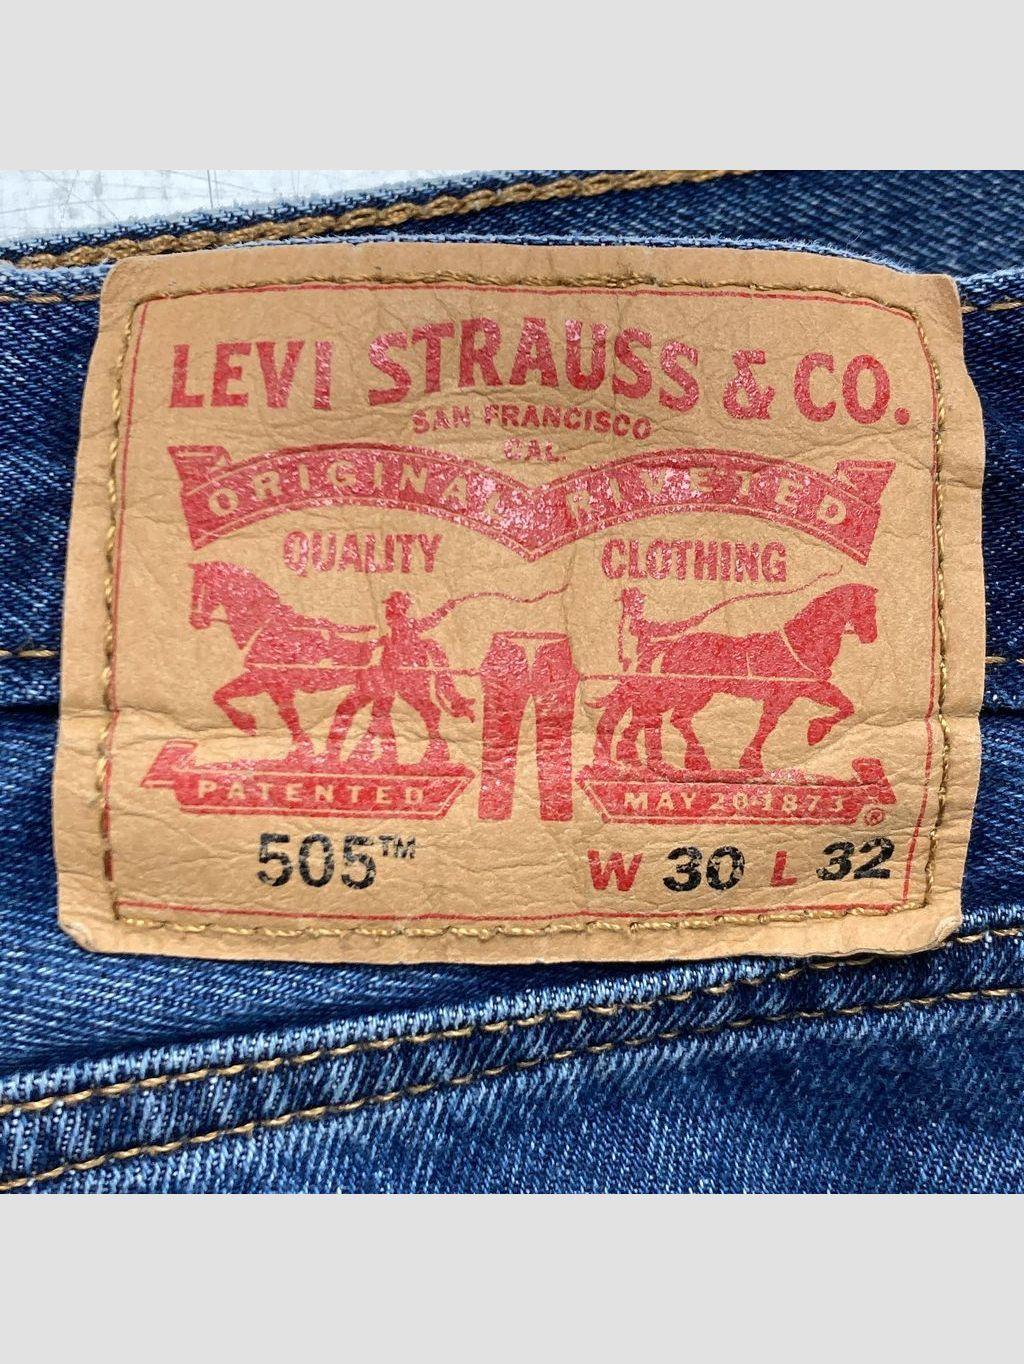 LEVI STRAUSS & CO.
SAN FRANCISCO
CAL.
ORIGINAL RIVETED
QUALITY CLOTHING
PATENTED MAY 20 1873 ®
505™ W 30 L 32